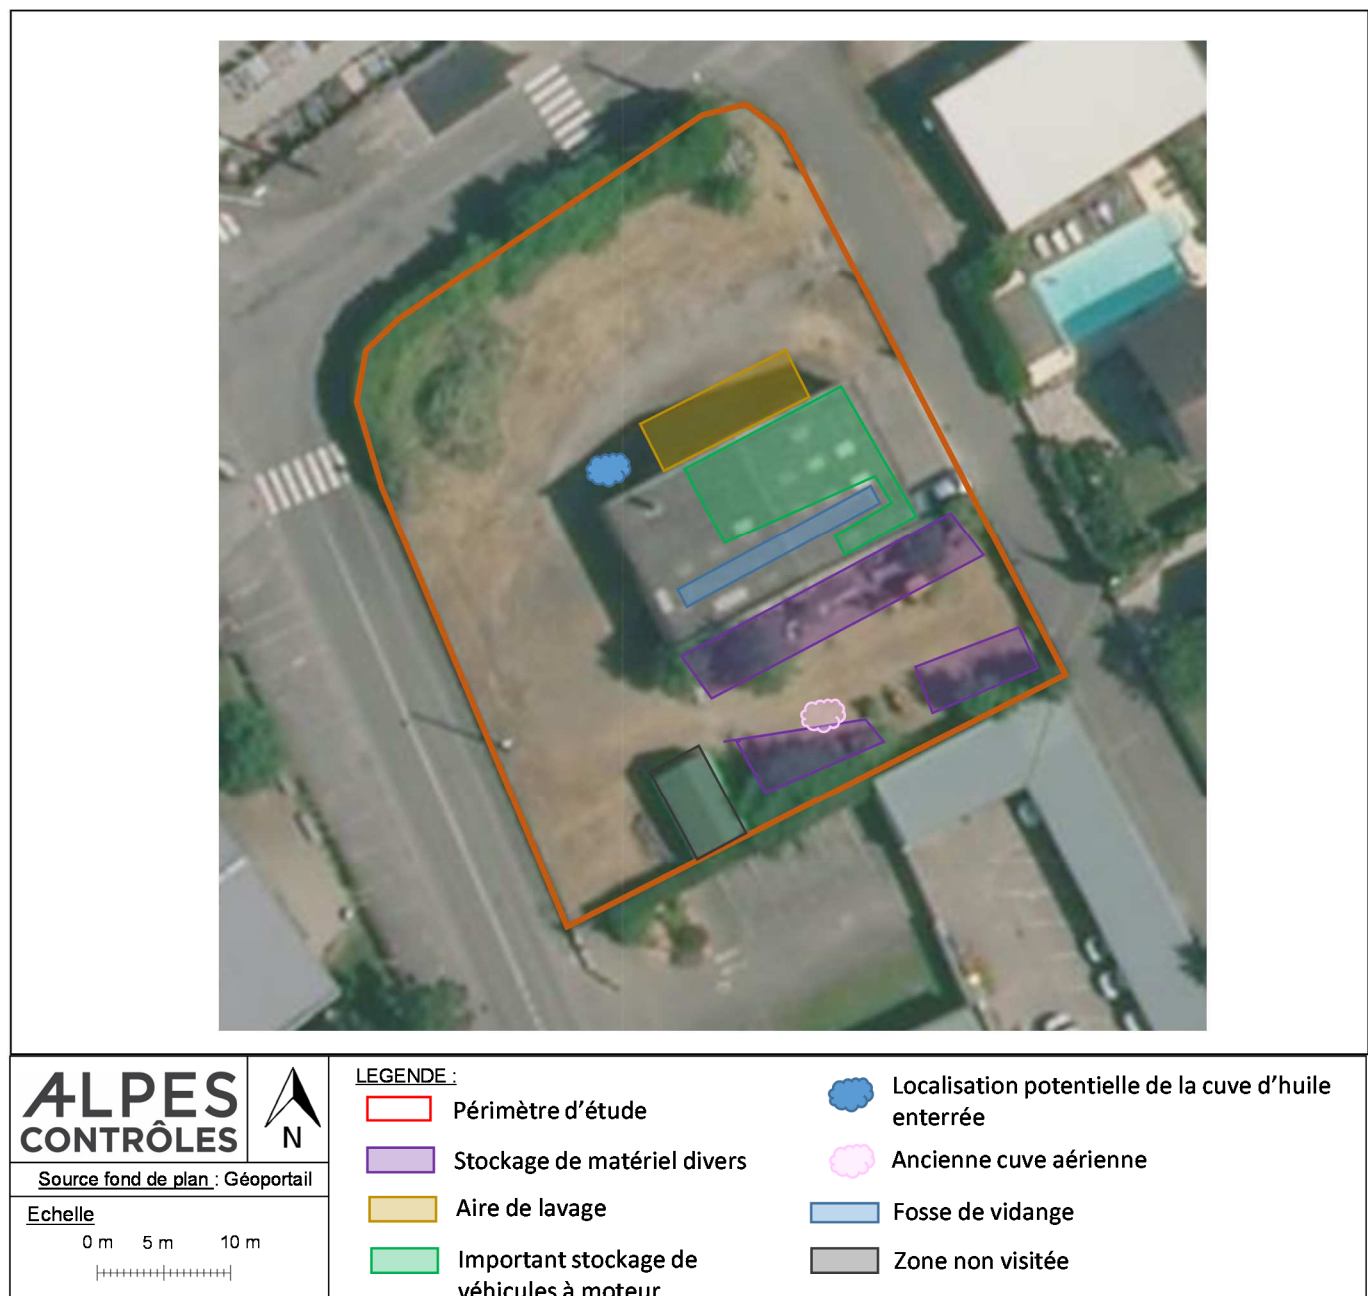 ALPES
CONTRÔLES
N
Source fond de plan : Géoportail
Echelle
0 m 5 m 10 m
LEGENDE :
Périmètre d'étude
Stockage de matériel divers
Aire de lavage
Important stockage de
véhicules à moteur
Localisation potentielle de la cuve d'huile
enterrée
Ancienne cuve aérienne
Fosse de vidange
Zone non visitée